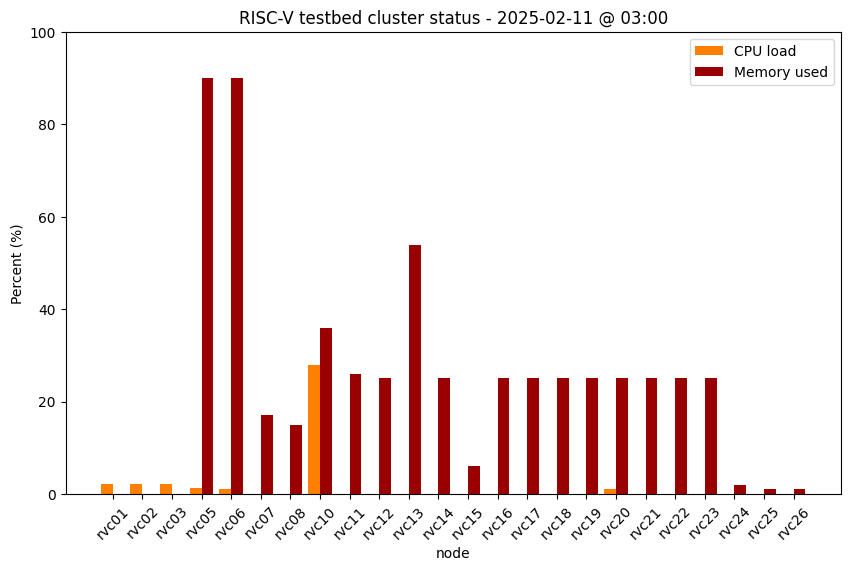 RISC-V testbed cluster status - 2025-02-11 @ 03:00
CPU load
Memory used
Percent (%)
100
80
60
40
20
0
rvc01 rvc02 rvc03 rvc05 rvc06 rvc07 rvc08 rvc10 rvc11 rvc12 rvc13 rvc14 rvc15 rvc16 rvc17 rvc18 rvc19 rvc20 rvc21 rvc22 rvc23 rvc24 rvc25 rvc26
node